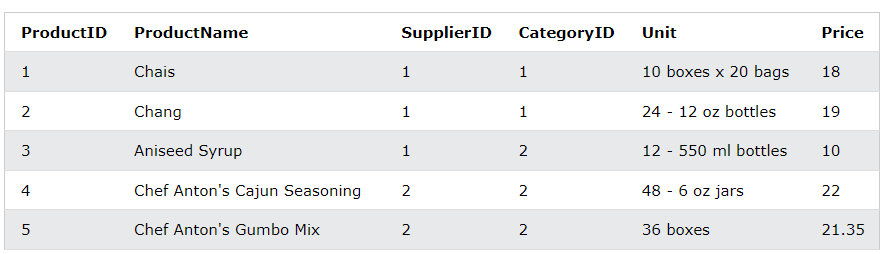 ProductID ProductName SupplierID CategoryID Unit Price
1 Chais 1 1 10 boxes x 20 bags 18
2 Chang 1 1 24 - 12 oz bottles 19
3 Aniseed Syrup 1 2 12 - 550 ml bottles 10
4 Chef Anton's Cajun Seasoning 2 2 48 - 6 oz jars 22
5 Chef Anton's Gumbo Mix 2 2 36 boxes 21.35